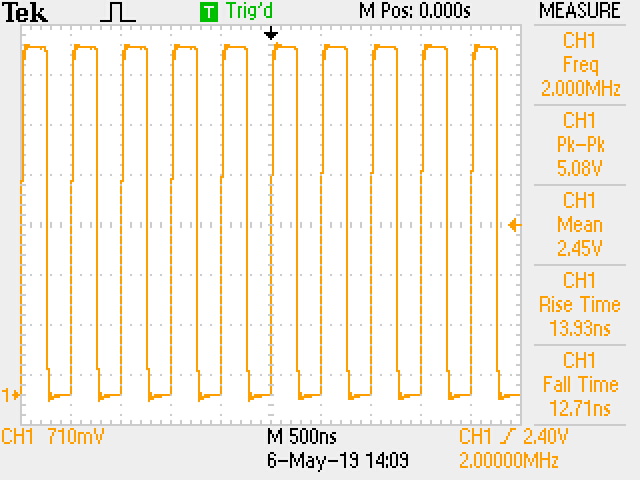 Tek T Trig'd M Pos: 0.000s MEASURE
CH1
Freq
2.000MHz
CH1
Pk-Pk
5.08V
CH1
Mean
2.45V
CH1
Rise Time
13.93ns
CH1
Fall Time
12.71ns
1
CH1 710mV M 500ns CH1 2.40V
6-May-19 14:09 2.00000MHz